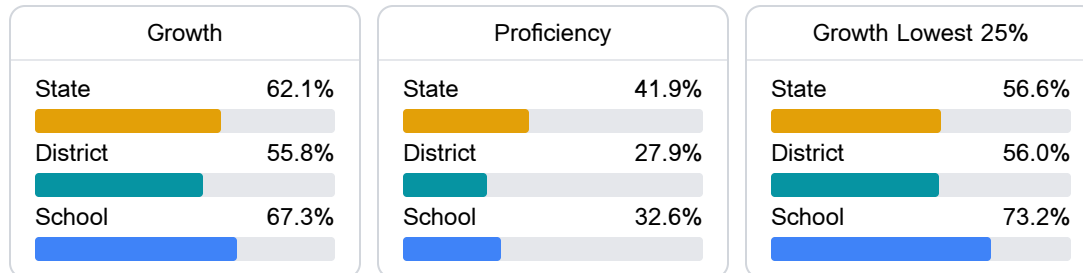 Growth
State 62.1%
District 55.8%
School 67.3%
Proficiency
State 41.9%
District 27.9%
School 32.6%
Growth Lowest 25%
State 56.6%
District 56.0%
School 73.2%